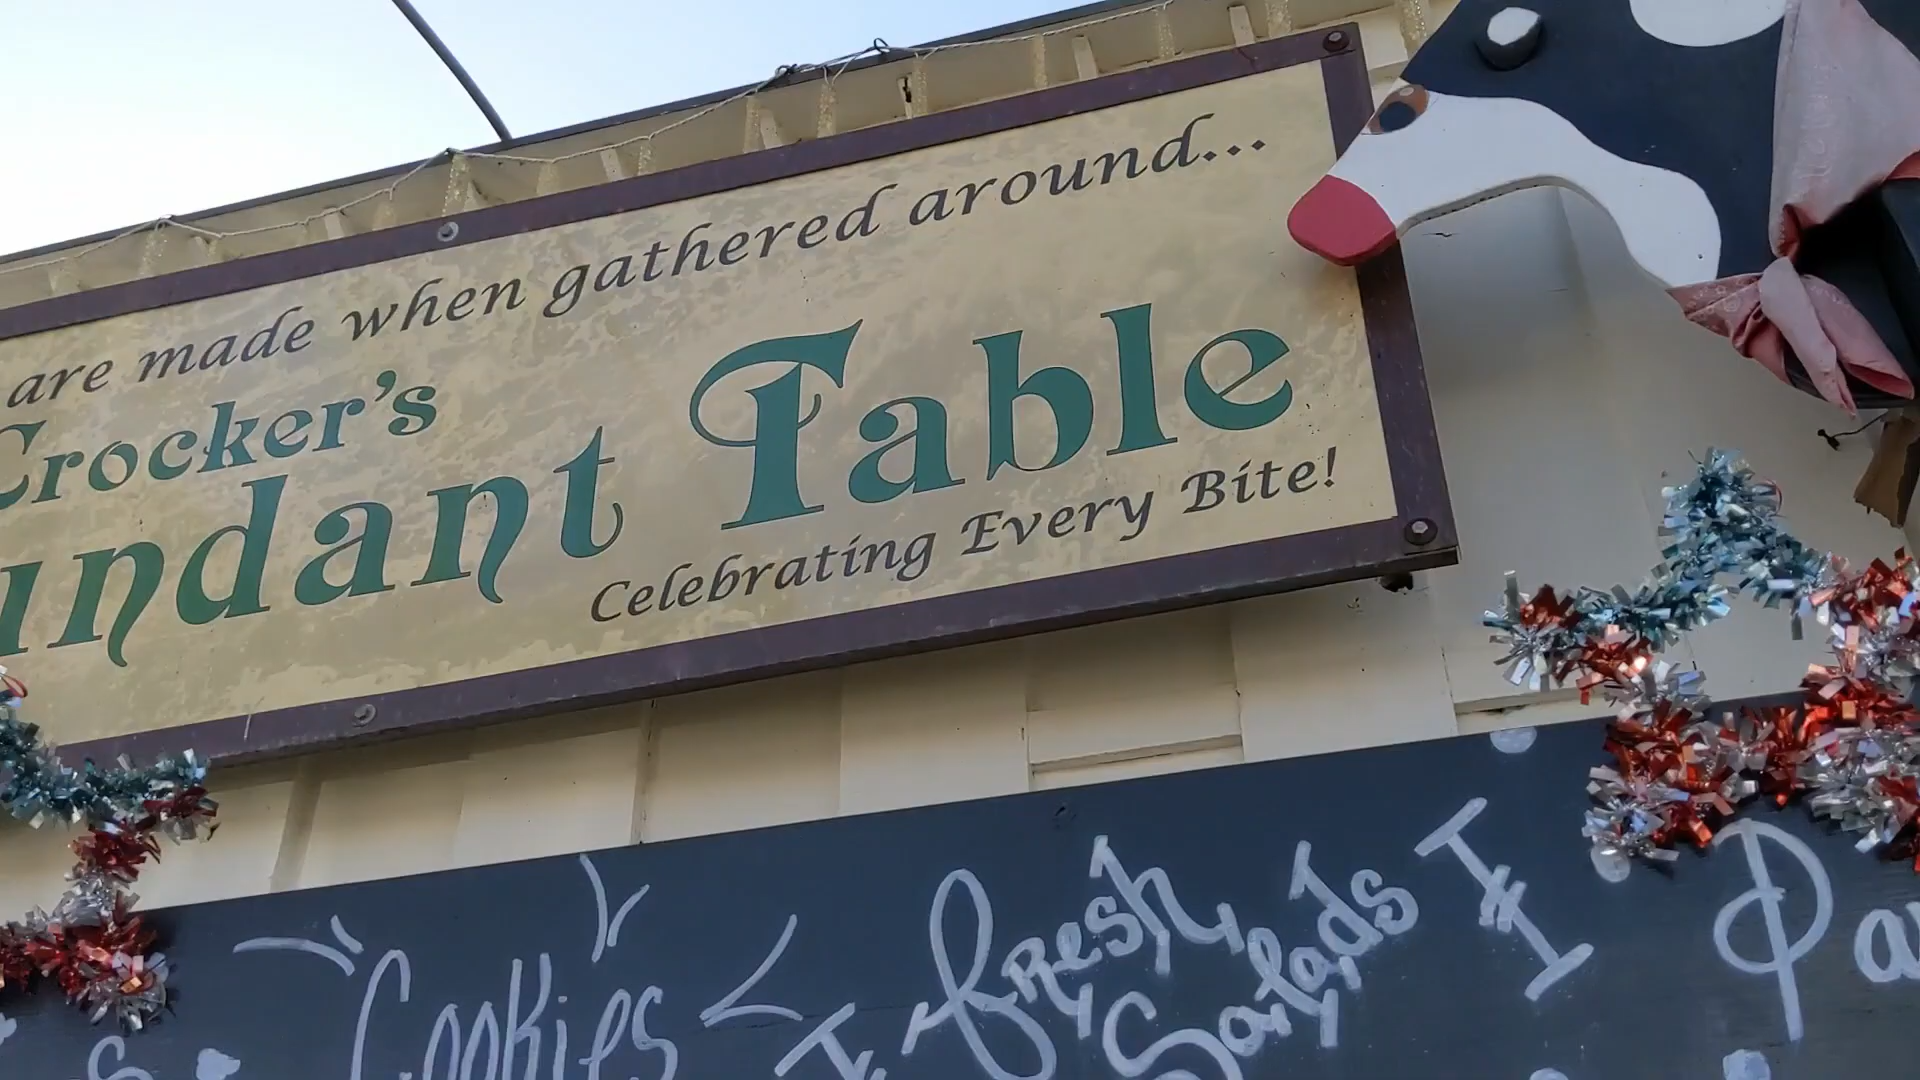 are made when gathered around...
Crocker's
undant Table
Celebrating Every Bite!
Cookies
fresh
Salads